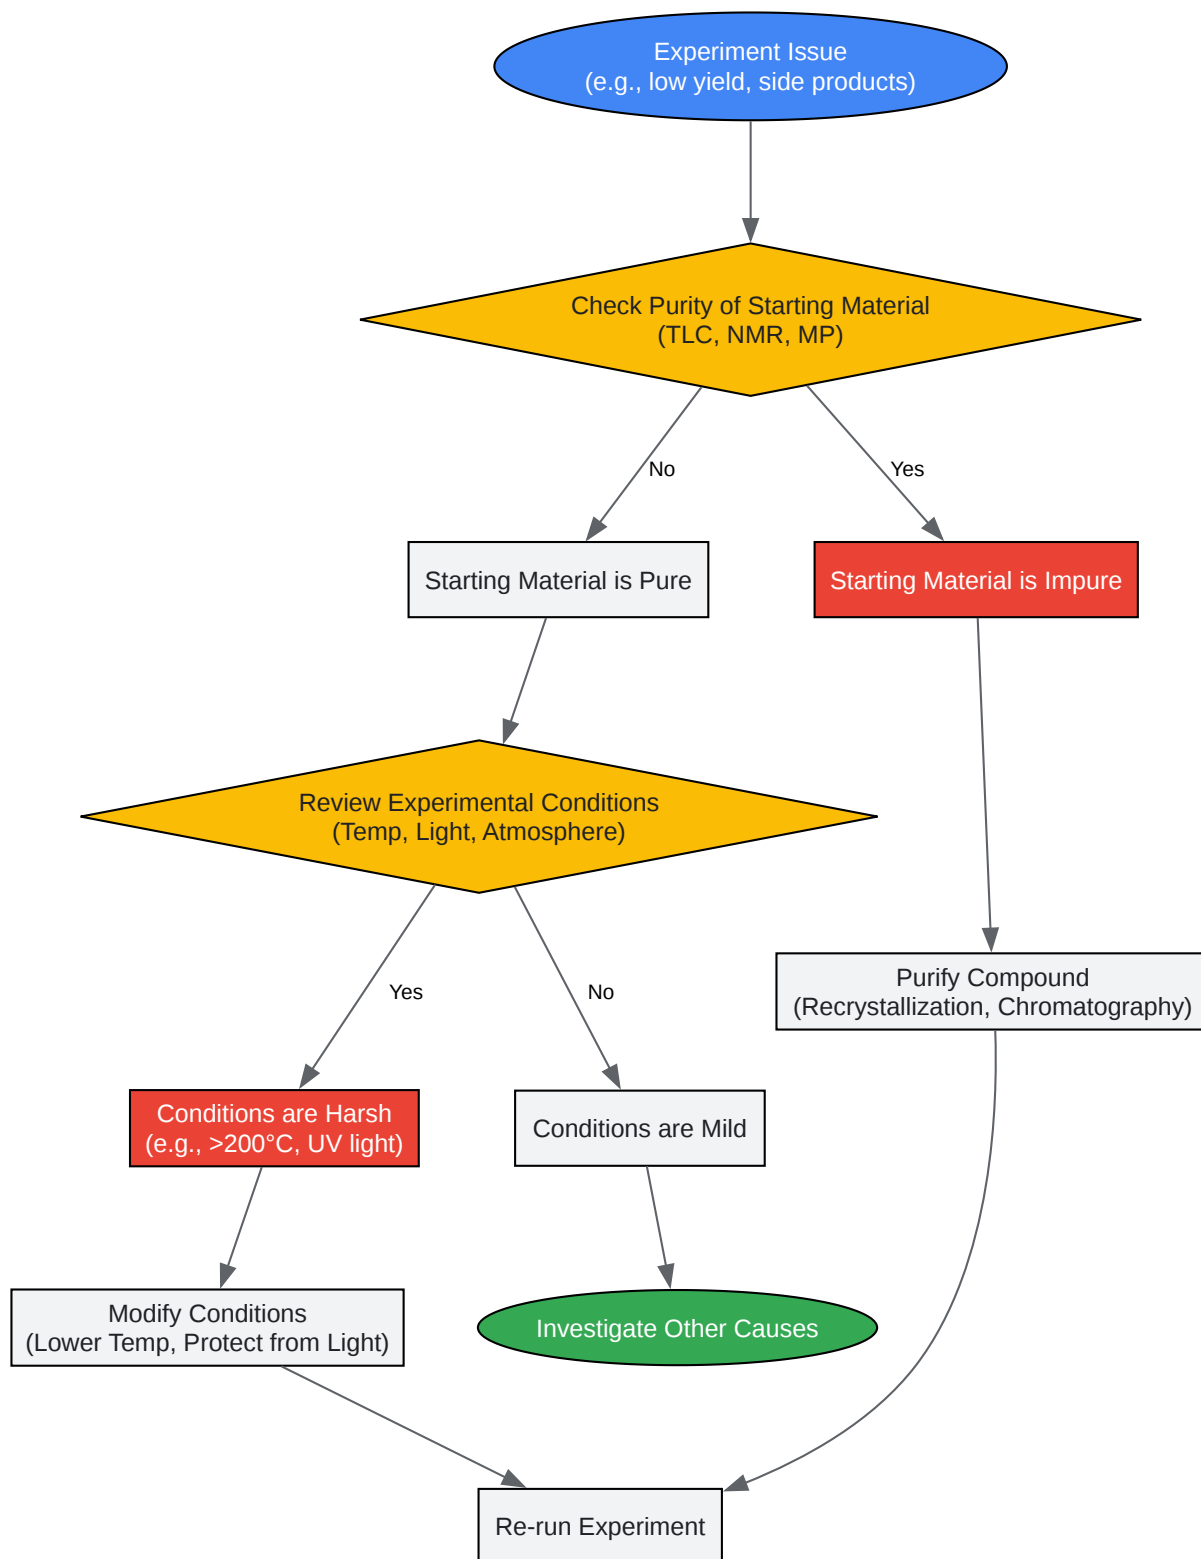 Experiment Issue
(e.g., low yield, side products)
Check Purity of Starting Material
(TLC, NMR, MP)
No
Yes
Starting Material is Pure
Starting Material is Impure
Review Experimental Conditions
(Temp, Light, Atmosphere)
Yes
No
Purify Compound
(Recrystallization, Chromatography)
Conditions are Harsh
(e.g., >200°C, UV light)
Conditions are Mild
Modify Conditions
(Lower Temp, Protect from Light)
Investigate Other Causes
Re-run Experiment